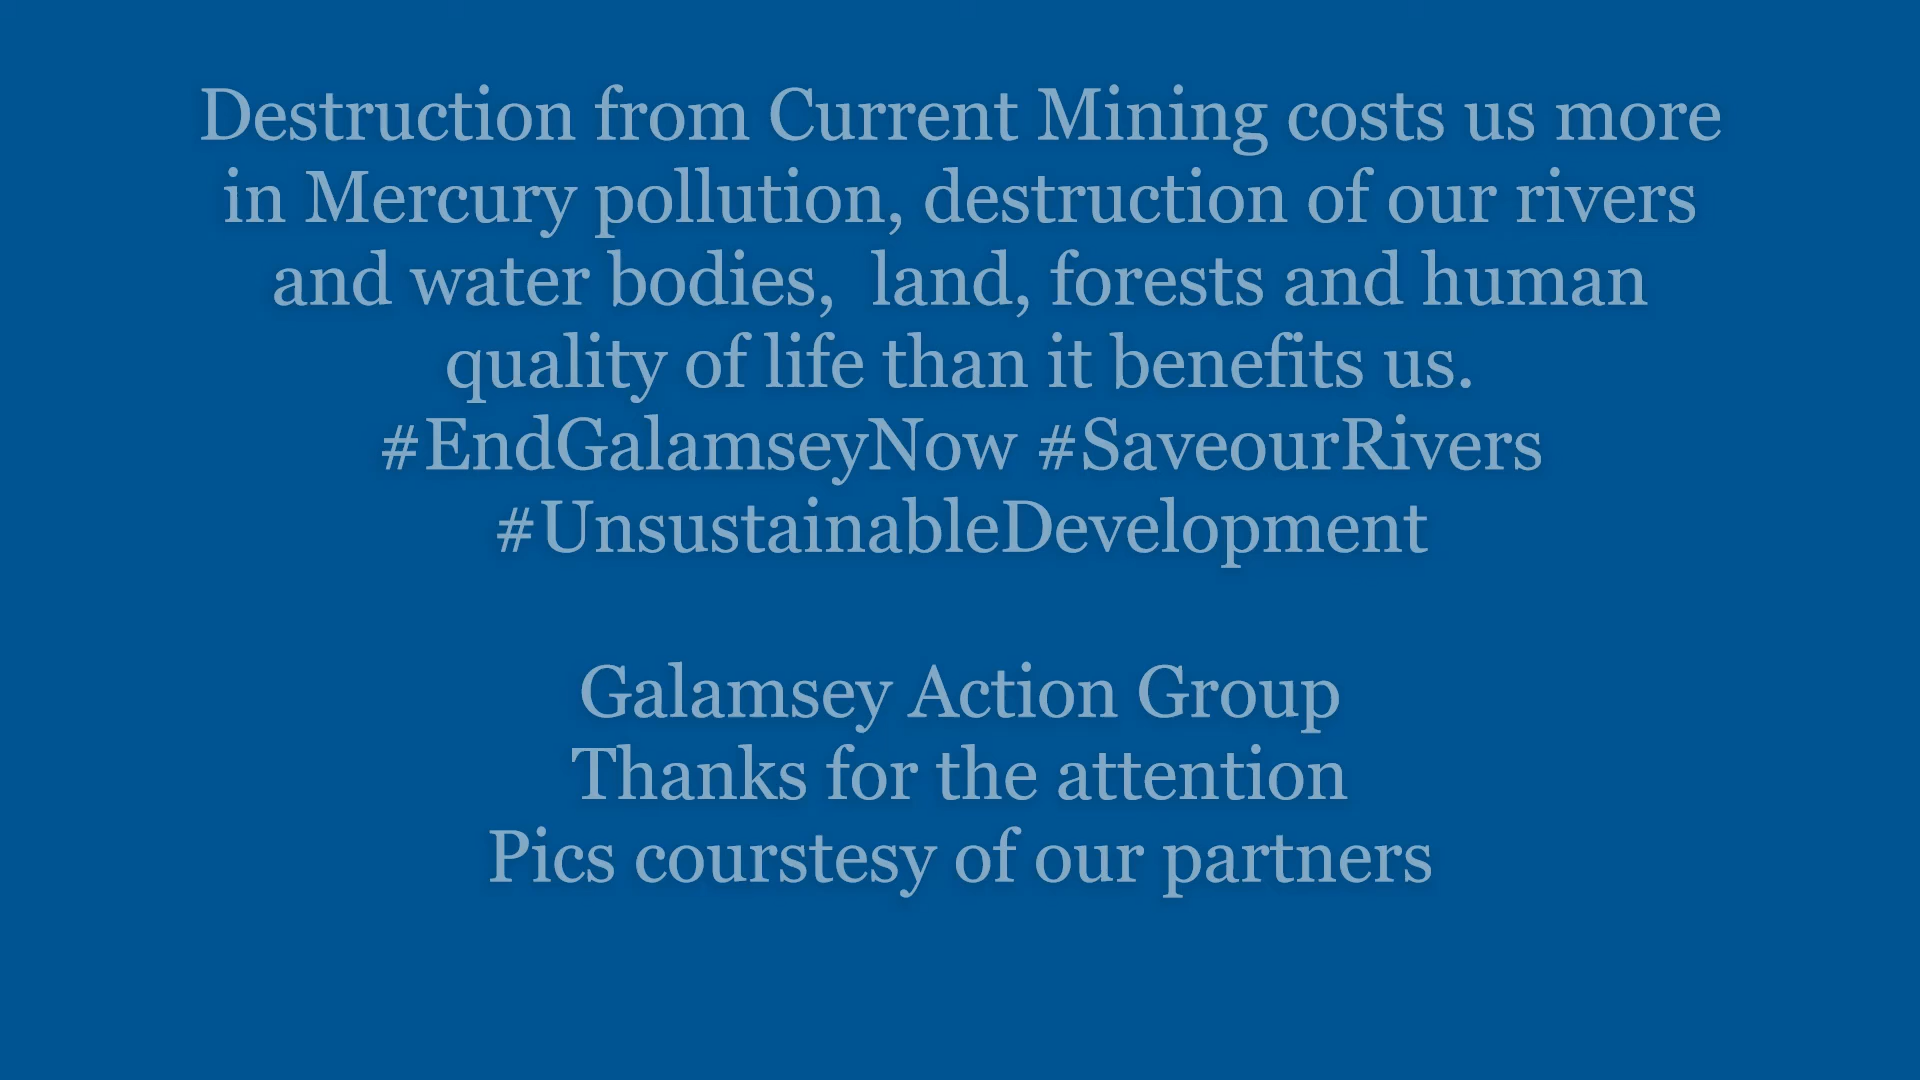 Destruction from Current Mining costs us more
in Mercury pollution, destruction of our rivers
and water bodies,  land, forests and human
quality of life than it benefits us.
#EndGalamseyNow #SaveourRivers
#UnsustainableDevelopment
Galamsey Action Group
Thanks for the attention
Pics courstesy of our partners